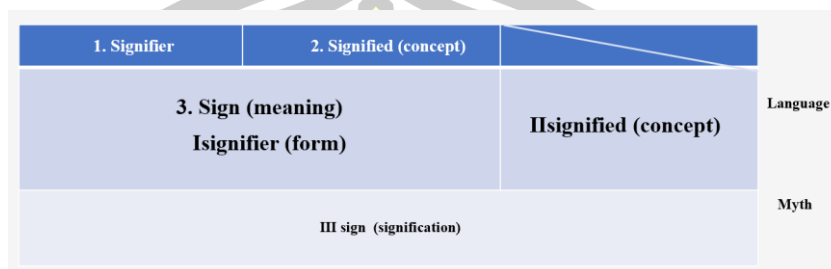 1. Signifier
2. Signified (concept)
3. Sign (meaning)
Isignifier (form)
IIsignified (concept)
Language
Myth
III sign (signification)